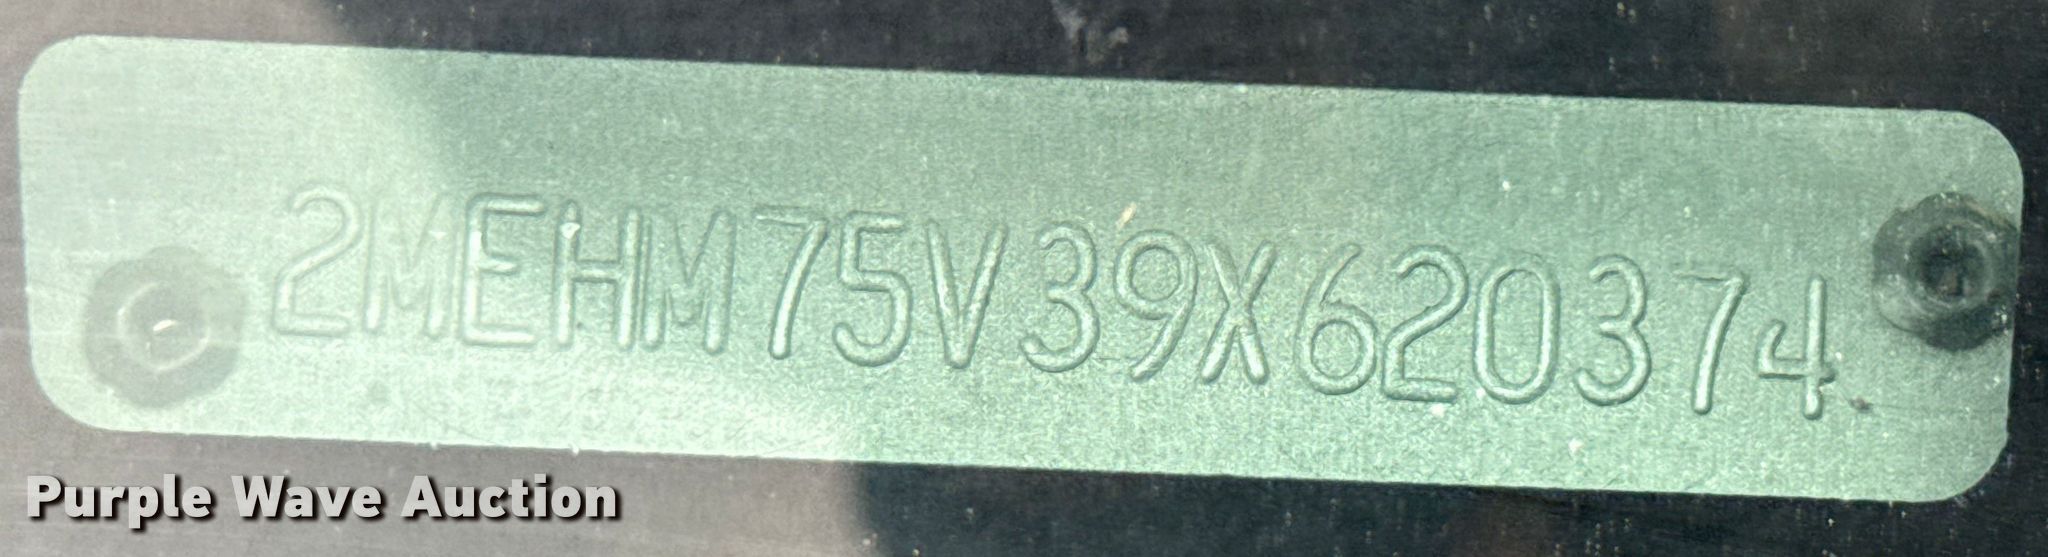 2MEHM75V39X620374
Purple Wave Auction